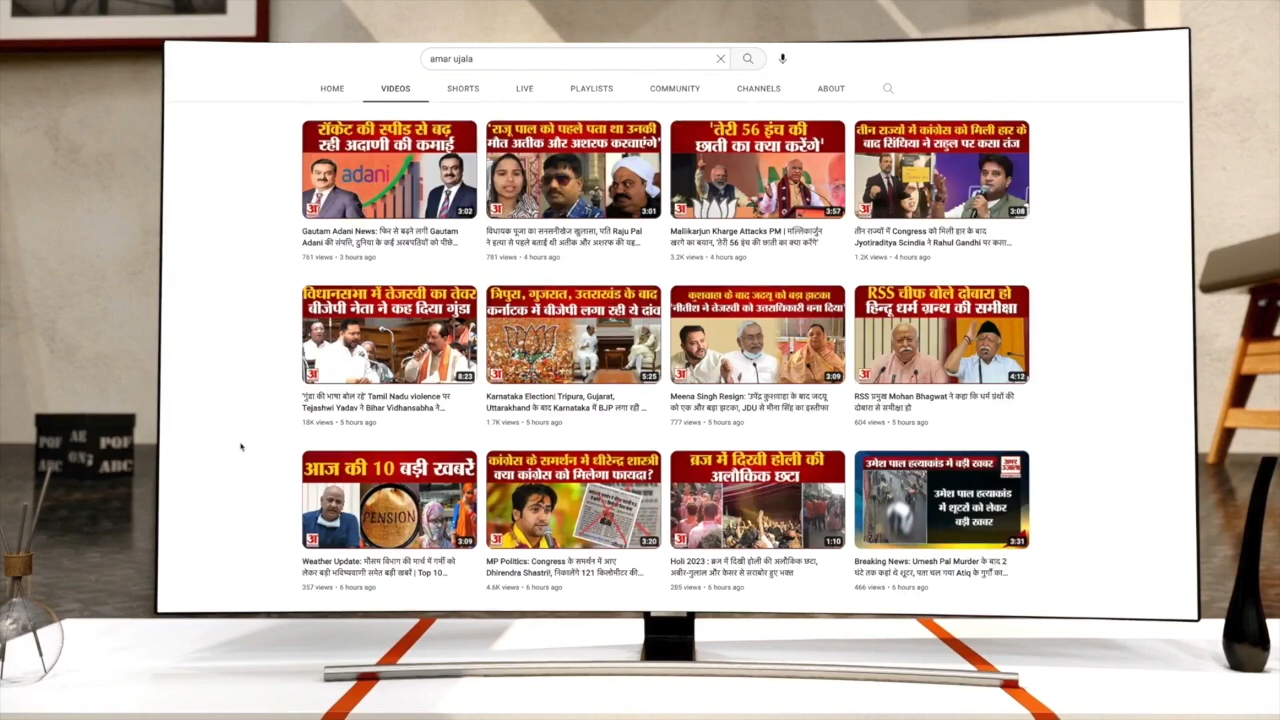 amar ujala
HOME VIDEOS SHORTS LIVE PLAYLISTS COMMUNITY CHANNELS ABOUT
रॉकेट की स्पीड से बढ़
रही अदाणी की कमाई
adani
अ
3:02
Gautam Adani News: फिर से बढ़ने लगी Gautam
Adani की संपत्ति, दुनिया के कई अरबपतियों को पीछे...
761 views • 3 hours ago
'राजू पाल को पहले पता था उनकी
मौत अतीक और अशरफ करवाएंगे'
3:01
विधायक पूजा का सनसनीखेज खुलासा, पति Raju Pal
ने हत्या से पहले बताई थी अतीक और अशरफ की यह...
781 views • 4 hours ago
'तेरी 56 इंच की
छाती का क्या करेंगे'
अ
3:57
Mallikarjun Kharge Attacks PM | मल्लिकार्जुन
खरगे का बयान, 'तेरी 56 इंच की छाती का क्या करेंगे'
3.2K views • 4 hours ago
तीन राज्यों में कांग्रेस को मिली हार के
बाद सिंधिया ने राहुल पर कसा तंज
अ
3:08
तीन राज्यों में Congress को मिली हार के बाद
Jyotiraditya Scindia ने Rahul Gandhi पर कसा...
1.2K views • 4 hours ago
विधानसभा में तेजस्वी का तेवर
बीजेपी नेता ने कह दिया गुंडा
अ
8:23
'गुंडा की भाषा बोल रहे' Tamil Nadu violence पर
Tejashwi Yadav ने Bihar Vidhansabha ने...
18K views • 5 hours ago
त्रिपुरा, गुजरात, उत्तराखंड के बाद
कर्नाटक में बीजेपी लगा रही ये दांव
अ
5:25
Karnataka Election| Tripura, Gujarat,
Uttarakhand के बाद Karnataka में BJP लगा रही ...
1.7K views • 5 hours ago
कुशवाहा के बाद जदयू को बड़ा झटका
'नीतीश ने तेजस्वी को उत्तराधिकारी बना दिया'
अ
3:09
Meena Singh Resign: 'उपेंद्र कुशवाहा के बाद जदयू
को एक और बड़ा झटका, JDU से मीना सिंह का इस्तीफा
777 views • 5 hours ago
RSS चीफ बोले दोबारा हो
हिन्दू धर्म ग्रन्थ की समीक्षा
अ
4:12
RSS प्रमुख Mohan Bhagwat ने कहा कि धर्म ग्रंथों की
दोबारा से समीक्षा हो
604 views • 5 hours ago
आज की 10 बड़ी खबरें
PENSION
अ
3:09
Weather Update: मौसम विभाग की मार्च में गर्मी को
लेकर बड़ी भविष्यवाणी समेत बड़ी खबरें | Top 10...
357 views • 6 hours ago
कांग्रेस के समर्थन में धीरेन्द्र शास्त्री
क्या कांग्रेस को मिलेगा फायदा?
अ
3:20
MP Politics: Congress के समर्थन में आए
Dhirendra Shastri!, निकालेंगे 121 किलोमीटर की...
4.6K views • 6 hours ago
ब्रज में दिखी होली की
अलौकिक छटा
अ
1:10
Holi 2023 : ब्रज में दिखी होली की अलौकिक छटा,
अबीर-गुलाल और केसर से सराबोर हुए भक्त
285 views • 6 hours ago
उमेश पाल हत्याकांड में बड़ी खबर
अमर उजाला
उमेश पाल हत्याकांड
में शूटरों को लेकर
बड़ी खबर
3:31
Breaking News: Umesh Pal Murder के बाद 2
घंटे तक कहां थे शूटर, पता चल गया Atiq के गुर्गों का...
466 views • 6 hours ago